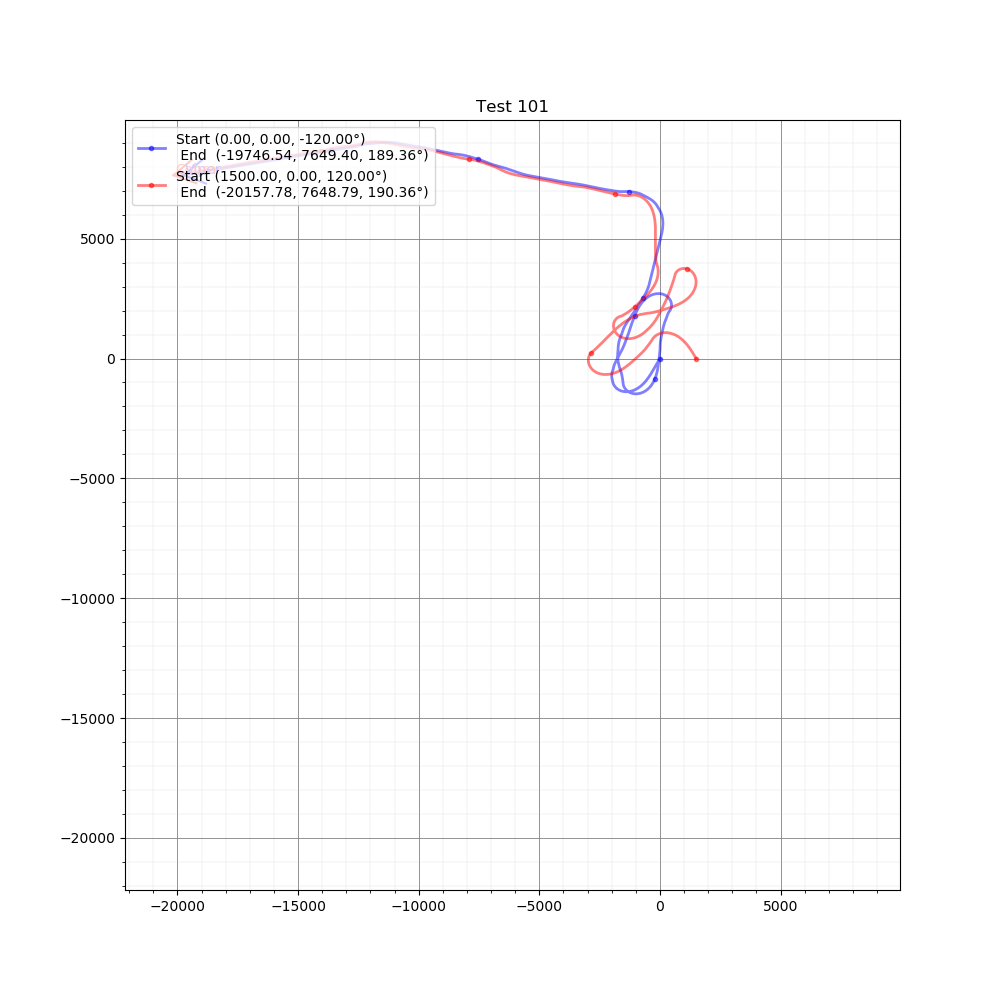 Test 101
Start (0.00, 0.00, -120.00°)
End (-19746.54, 7649.40, 189.36°)
Start (1500.00, 0.00, 120.00°)
End (-20157.78, 7648.79, 190.36°)
5000
0
−5000
−10000
−15000
−20000
−20000 −15000 −10000 −5000 0 5000